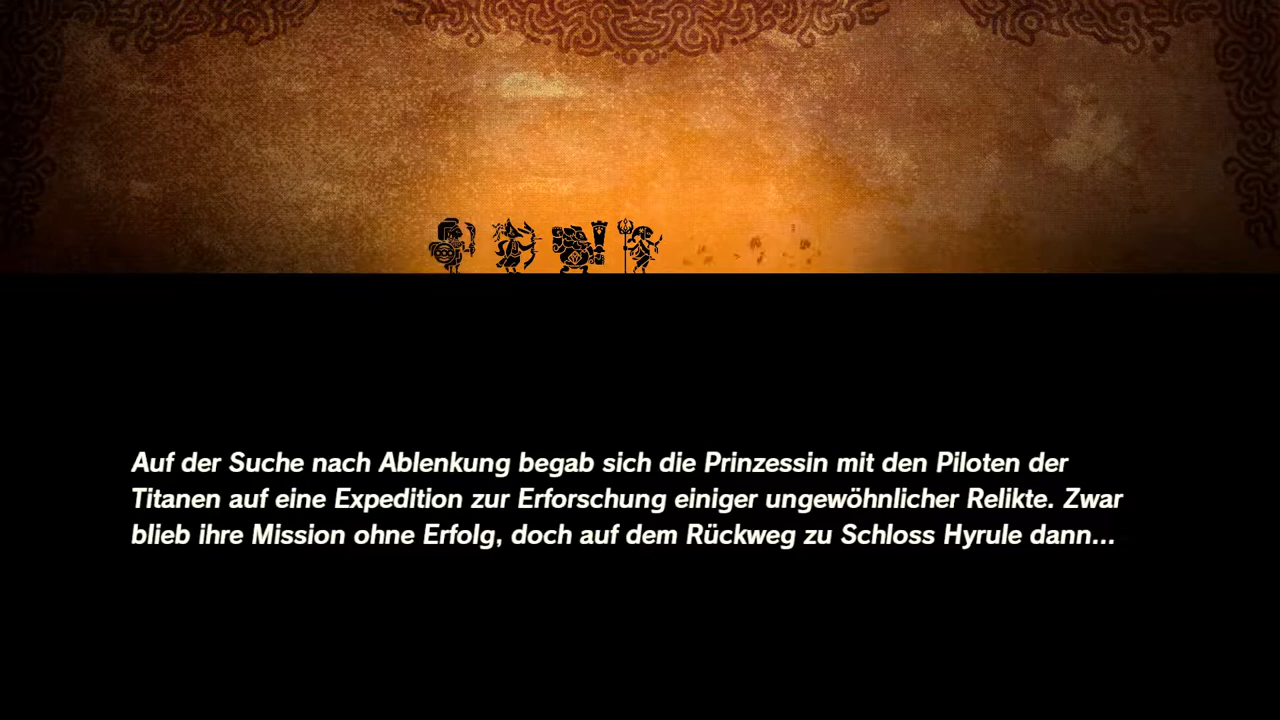 Auf der Suche nach Ablenkung begab sich die Prinzessin mit den Piloten der
Titanen auf eine Expedition zur Erforschung einiger ungewöhnlicher Relikte. Zwar
blieb ihre Mission ohne Erfolg, doch auf dem Rückweg zu Schloss Hyrule dann...